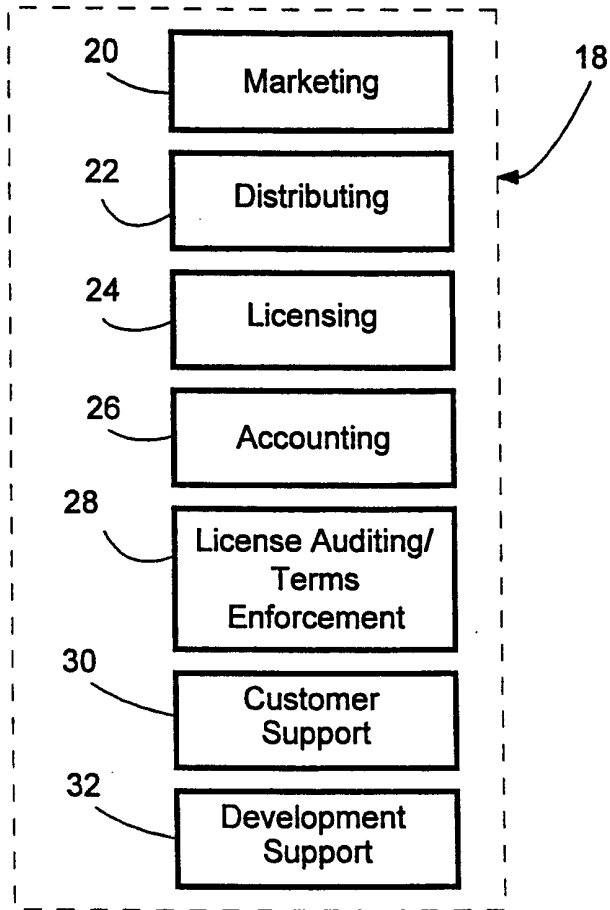 20
Marketing
18
22
Distributing
24
Licensing
26
Accounting
28
License Auditing/
Terms
Enforcement
30
Customer
Support
32
Development
Support